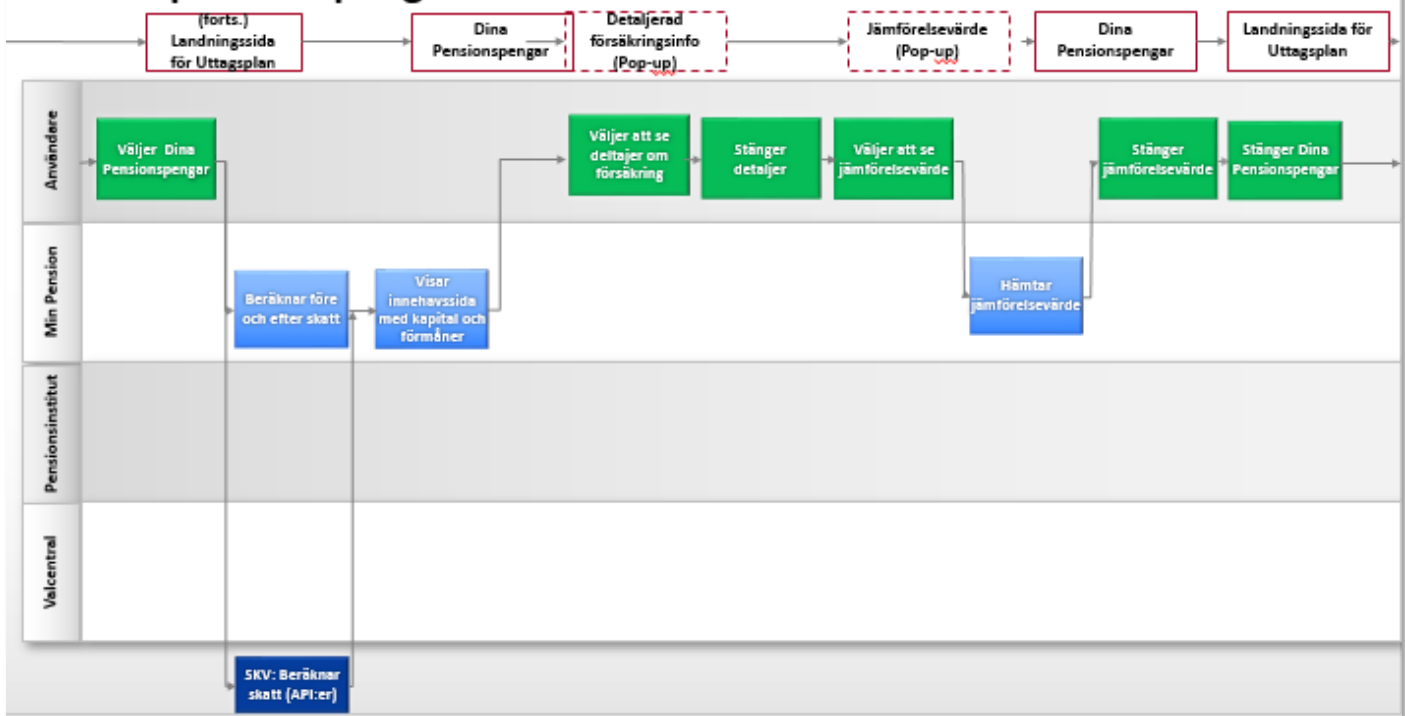 (forts.)
Landningssida
för Uttagsplan
Dina
Pensionspengar
Detaljerad
försäkringsinfo
(Pop-up)
Jämförelsevärde
(Pop-up)
Dina
Pensionspengar
Landningssida för
Uttagsplan
Användare
Väljer Dina
Pensionspengar
Väljer att se
deltajer om
försäkring
Stänger
detaljer
Väljer att se
jämförelsevärde
Stänger
jämförelsevärde
Stänger Dina
Pensionspengar
Min Pension
Beräknar före
och efter skatt
Visar
innehavssida
med kapital och
förmåner
Hämtar
jämförelsevärde
Pensionsinstitut
Valcentral
SKV: Beräknar
skatt (API:er)